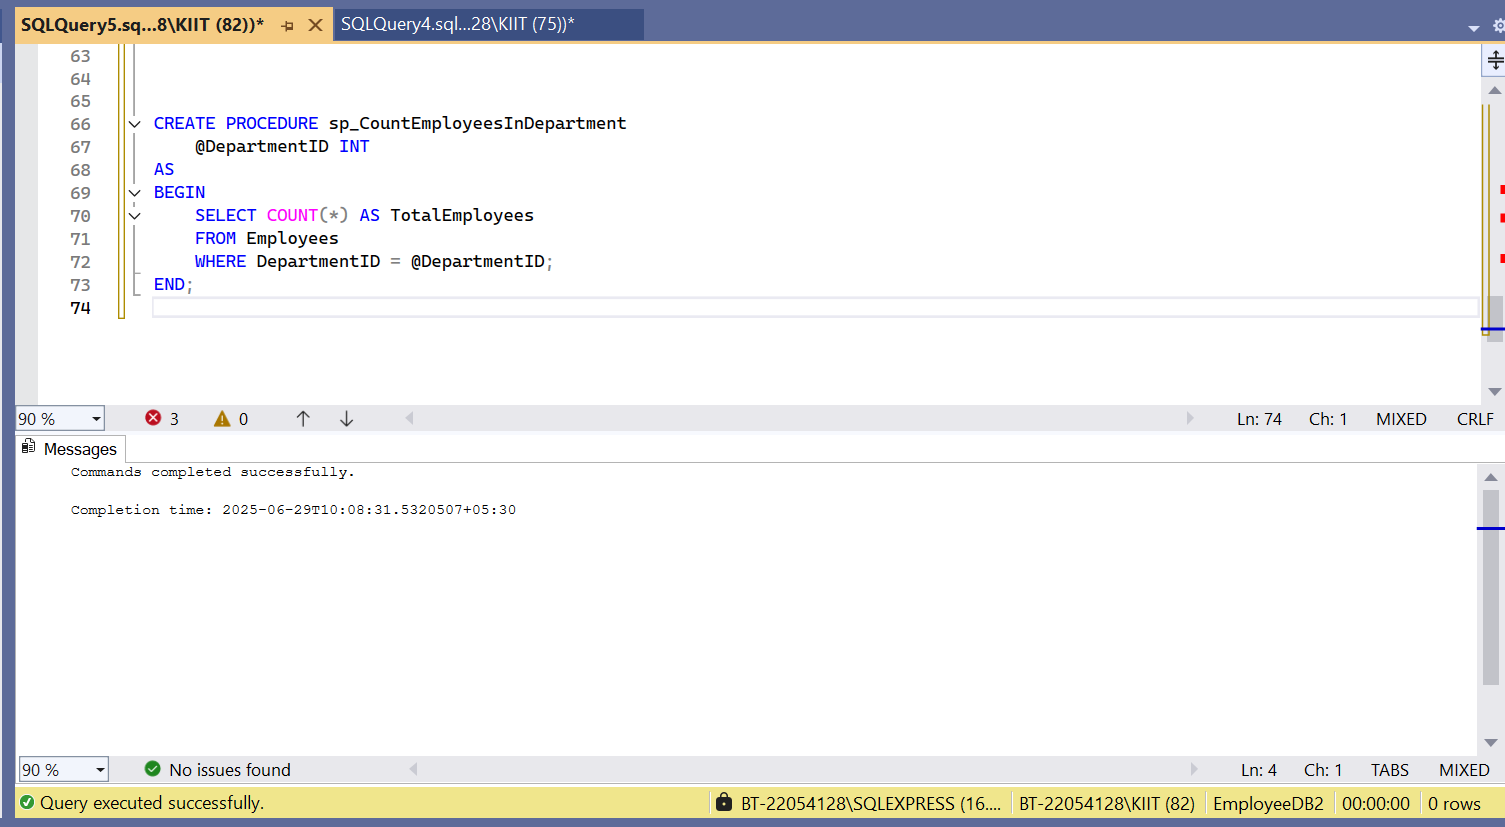 SQLQuery5.sq...8\KIIT (82))* SQLQuery4.sql...28\KIIT (75))*
63
64
65
66 CREATE PROCEDURE sp_CountEmployeesInDepartment
67 @DepartmentID INT
68 AS
69 BEGIN
70 SELECT COUNT(*) AS TotalEmployees
71 FROM Employees
72 WHERE DepartmentID = @DepartmentID;
73 END;
74
90 % 3 0 Ln: 74 Ch: 1 MIXED CRLF
Messages
Commands completed successfully.
Completion time: 2025-06-29T10:08:31.5320507+05:30
90 % No issues found Ln: 4 Ch: 1 TABS MIXED
Query executed successfully. BT-22054128\SQLEXPRESS (16.... BT-22054128\KIIT (82) EmployeeDB2 00:00:00 0 rows